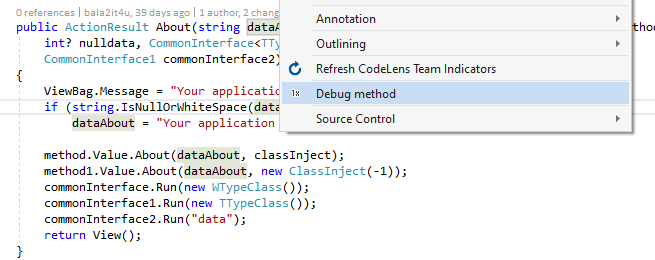 0 references | bala2it4u, 39 days ago | 1 author, 2 chang
public ActionResult About(string dataA
ethod
int? nulldata, CommonInterface<TTy
CommonInterface1 commonInterface2)
{
ViewBag.Message = "Your applicatio
if (string.IsNullOrWhiteSpace(data
dataAbout = "Your application
method.Value.About(dataAbout, classInject);
method1.Value.About(dataAbout, new ClassInject(-1));
commonInterface.Run(new WTypeClass());
commonInterface1.Run(new TTypeClass());
commonInterface2.Run("data");
return View();
}
Annotation
Outlining
Refresh CodeLens Team Indicators
1x Debug method
Source Control